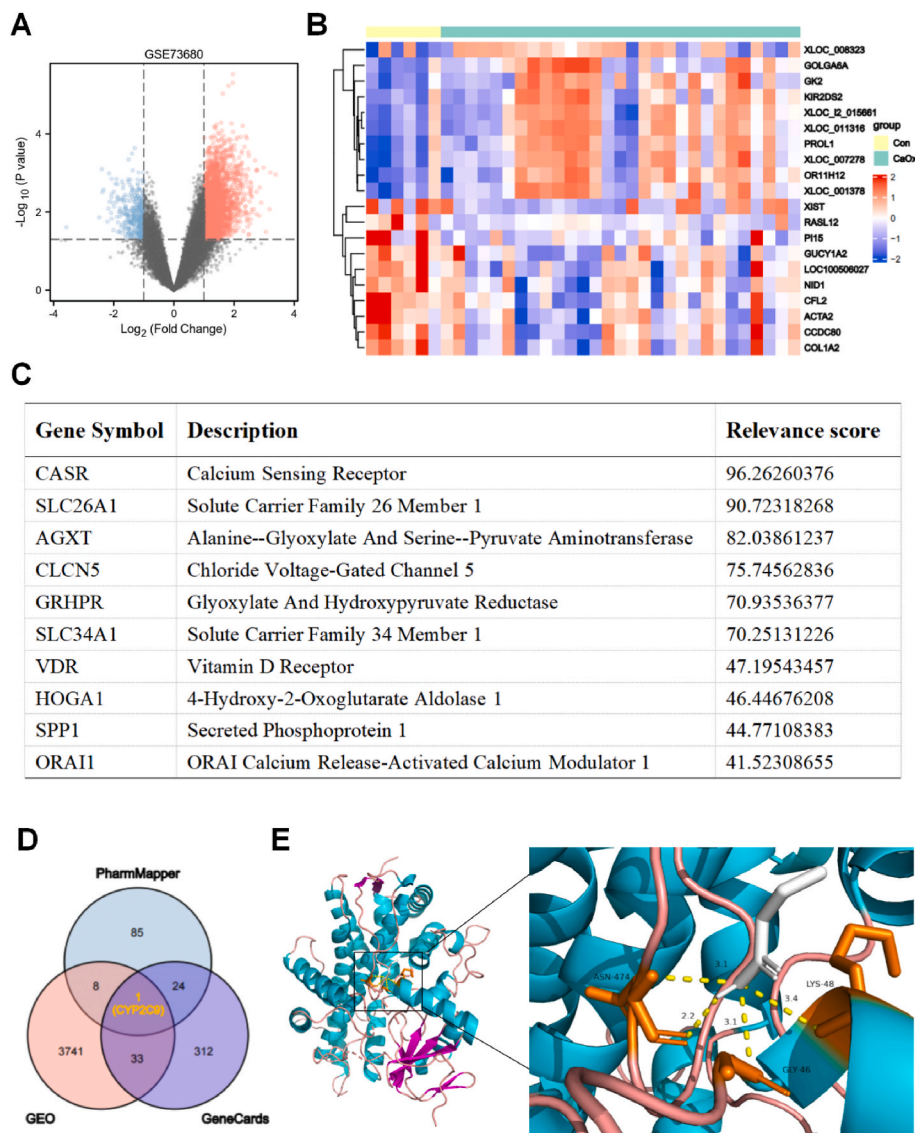 A
GSE73680
-Log 10 (P value)
4
2
0
-4
-2
0
2
4
Log2 (Fold Change)
B
XLOC_008323
GOLGA6A
GK2
KIR2DS2
XLOC_I2_015661
XLOC_011316
PROL1
XLOC_007278
OR11H12
XLOC_001378
XIST
RASL12
PI15
GUCY1A2
LOC100506027
NID1
CFL2
ACTA2
CCDC80
COL1A2
group
Con
CaOx
2
1
0
−1
−2
C
Gene Symbol Description Relevance score
CASR Calcium Sensing Receptor 96.26260376
SLC26A1 Solute Carrier Family 26 Member 1 90.72318268
AGXT Alanine--Glyoxylate And Serine--Pyruvate Aminotransferase 82.03861237
CLCN5 Chloride Voltage-Gated Channel 5 75.74562836
GRHPR Glyoxylate And Hydroxypyruvate Reductase 70.93536377
SLC34A1 Solute Carrier Family 34 Member 1 70.25131226
VDR Vitamin D Receptor 47.19543457
HOGA1 4-Hydroxy-2-Oxoglutarate Aldolase 1 46.44676208
SPP1 Secreted Phosphoprotein 1 44.77108383
ORAI1 ORAI Calcium Release-Activated Calcium Modulator 1 41.52308655
D
PharmMapper
85
8
24
1
(CYP2C9)
3741
33
312
GEO
GeneCards
E
ASN-474
3.1
LYS-48
3.4
2.2
3.1
GLY-46